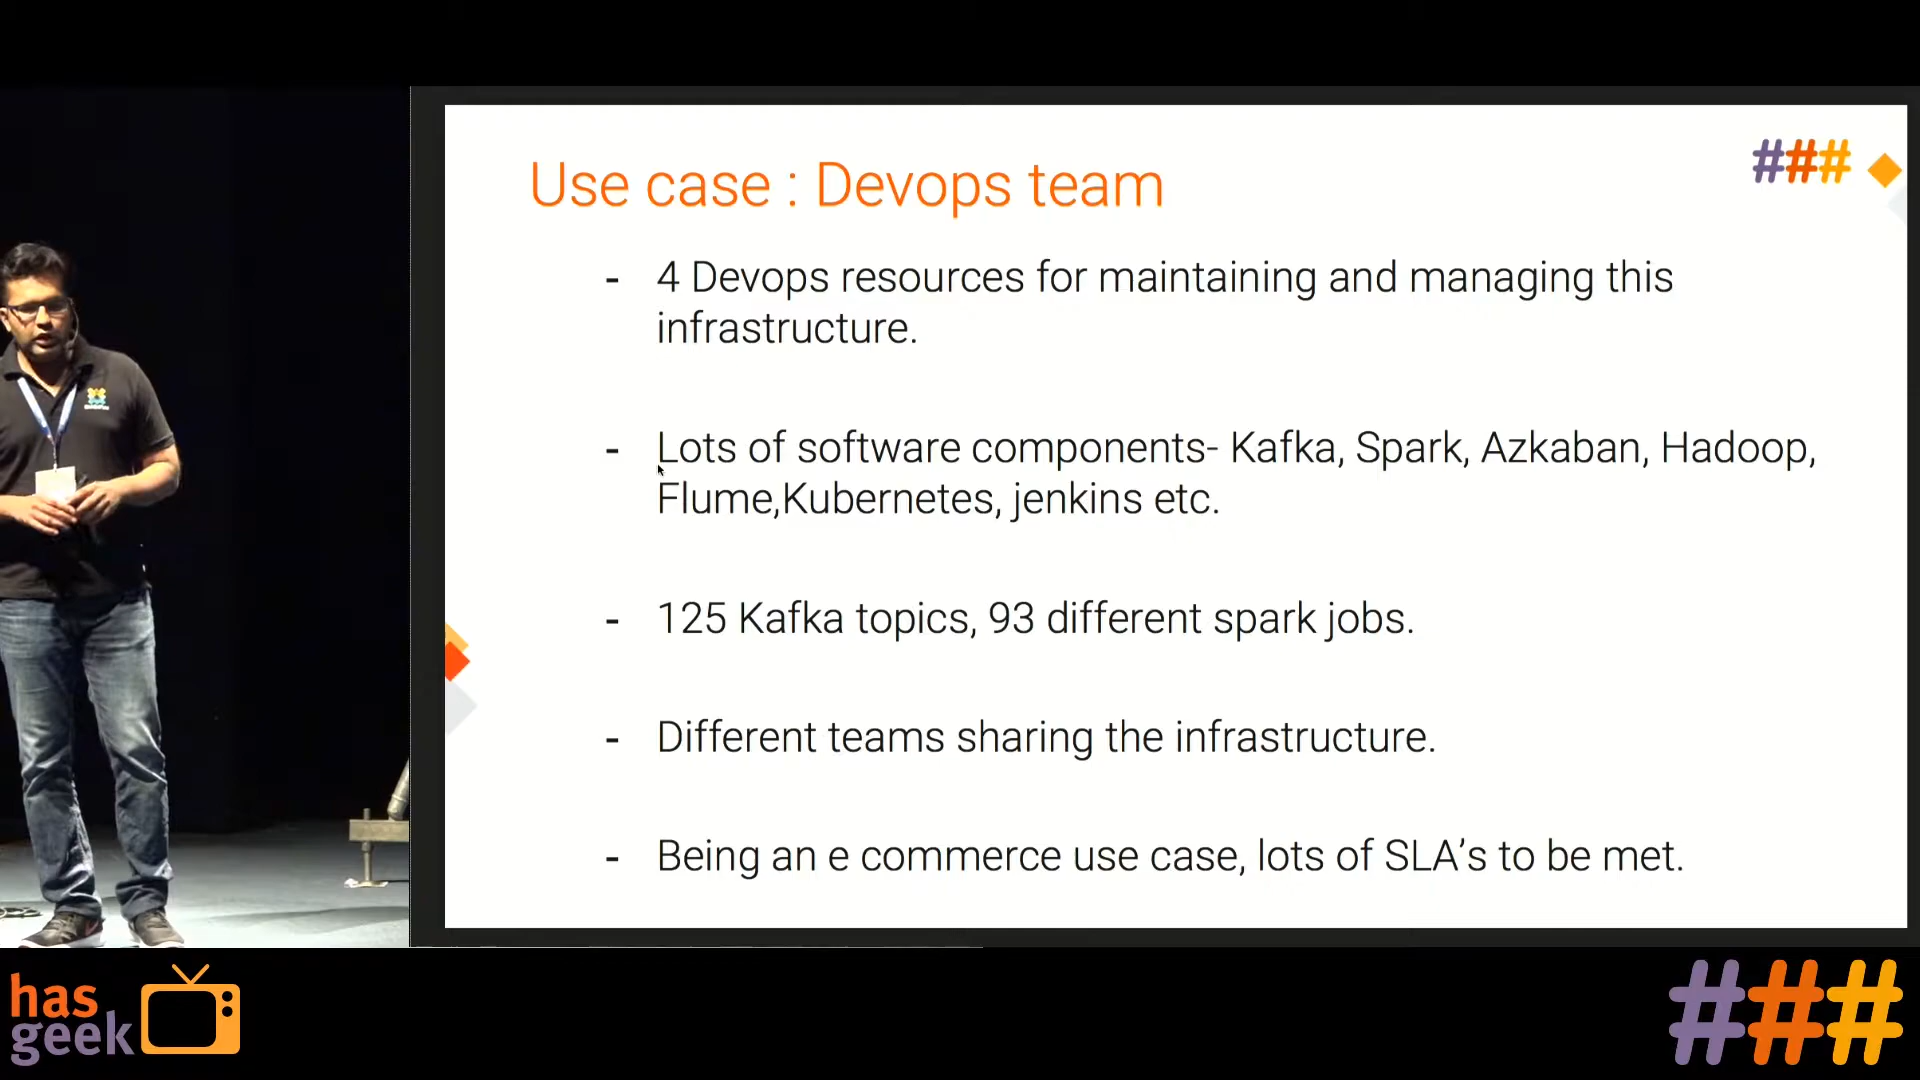 Use case : Devops team
###
- 4 Devops resources for maintaining and managing this
infrastructure.
- Lots of software components- Kafka, Spark, Azkaban, Hadoop,
Flume,Kubernetes, jenkins etc.
- 125 Kafka topics, 93 different spark jobs.
- Different teams sharing the infrastructure.
- Being an e commerce use case, lots of SLA's to be met.
has
geek
###